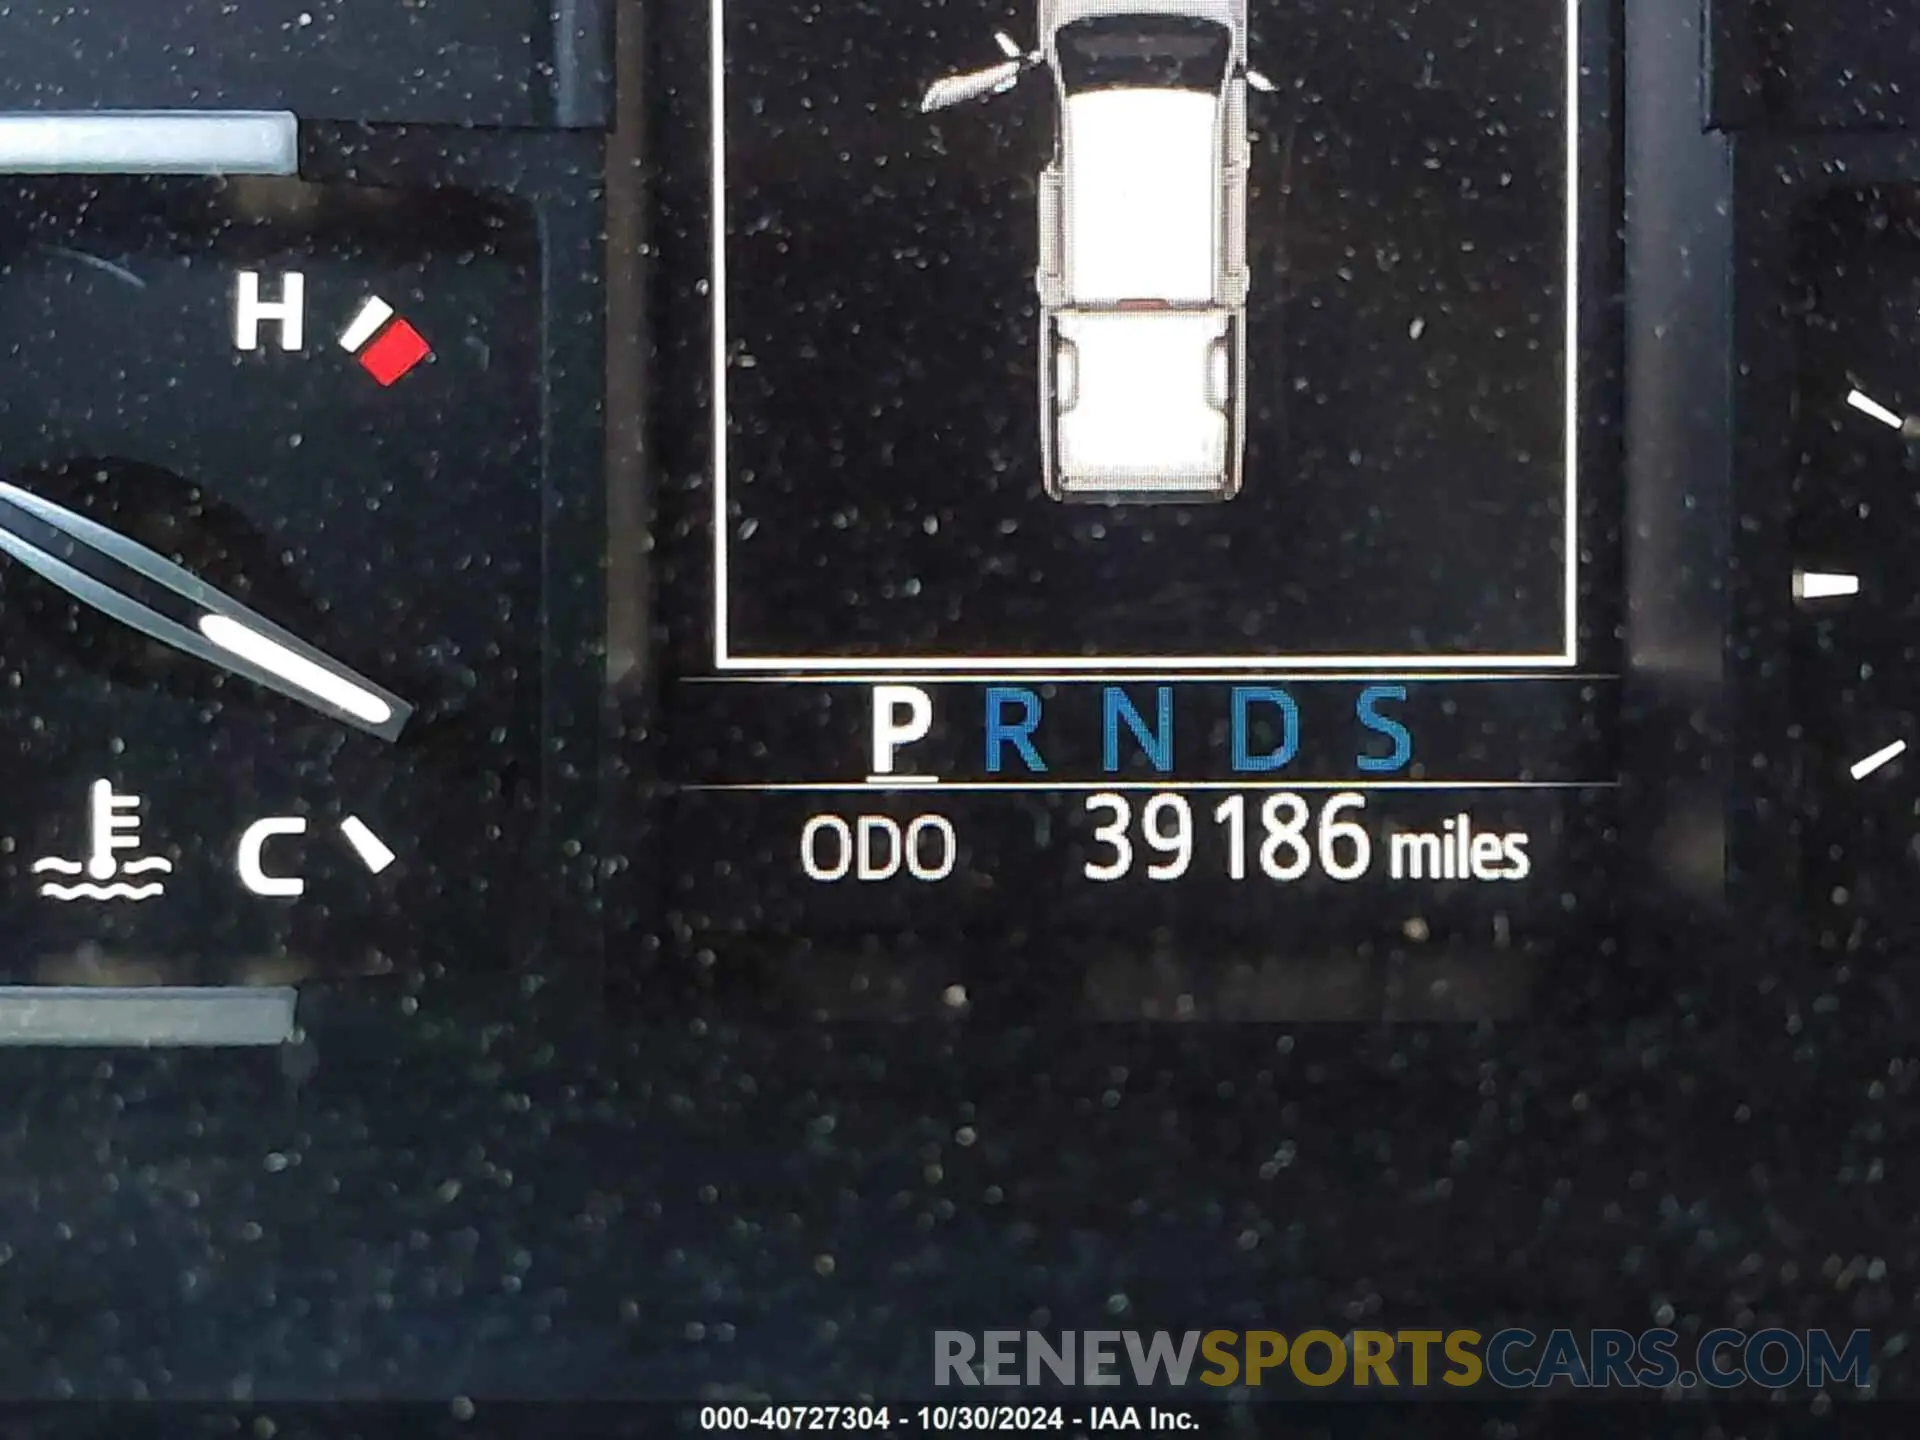 H
P R N D S
ODO 39186 miles
C
RENEWSPORTSCARS.COM
000-40727304 - 10/30/2024 - IAA Inc.